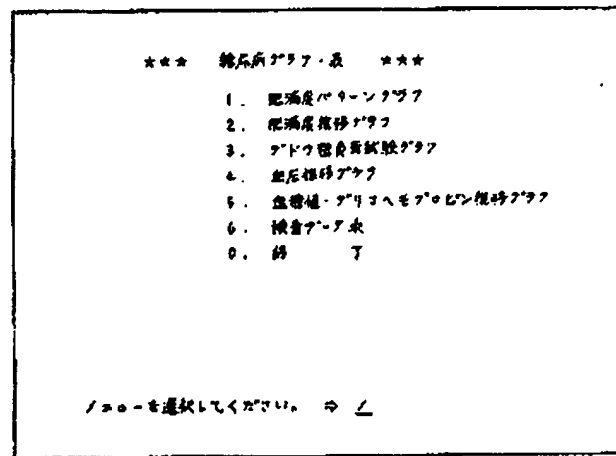 ★★★ 糖尿病グラフ・表 ★★★
1. 肥満度パターングラフ
2. 肥満度推移グラフ
3. ブドウ糖負荷試験グラフ
4. 血圧推移グラフ
5. 血糖値・グリコヘモグロビン推移グラフ
6. 検査データ表
0. 終 了
メニューを選択してください。 ⇒ 1